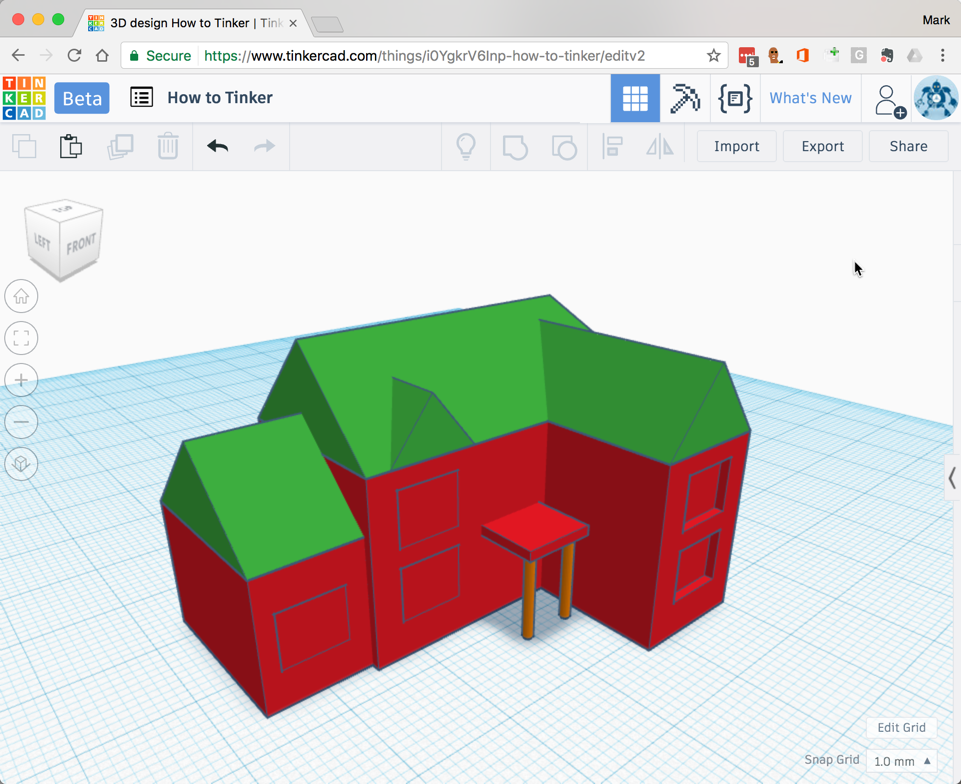 3D design How to Tinker | Tink
Mark
Secure
https://www.tinkercad.com/things/i0YgkrV6Inp-how-to-tinker/editv2
5
G
TIN
KER
CAD
Beta
How to Tinker
What's New
Import
Export
Share
TOP
LEFT
FRONT
Edit Grid
Snap Grid
1.0 mm